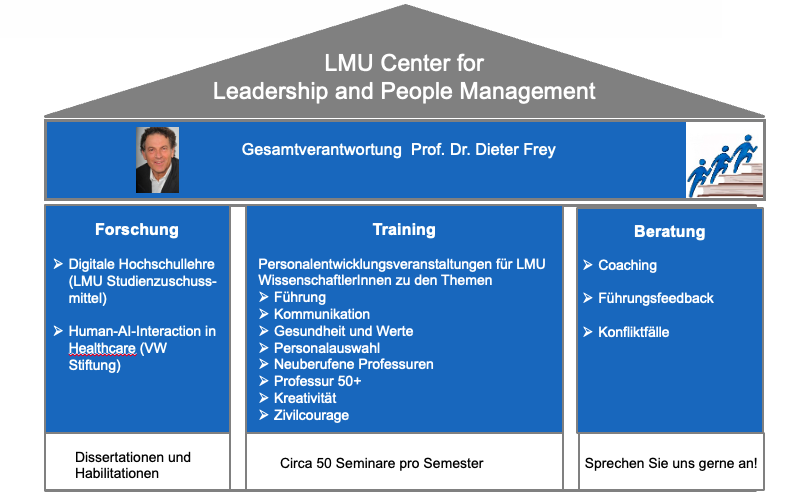 LMU Center for
Leadership and People Management
Gesamtverantwortung Prof. Dr. Dieter Frey
Forschung
➢ Digitale Hochschullehre
(LMU Studienzuschuss-
mittel)
➢ Human-AI-Interaction in
Healthcare (VW
Stiftung)
Dissertationen und
Habilitationen
Training
Personalentwicklungsveranstaltungen für LMU
WissenschaftlerInnen zu den Themen
➢ Führung
➢ Kommunikation
➢ Gesundheit und Werte
➢ Personalauswahl
➢ Neuberufene Professuren
➢ Professur 50+
➢ Kreativität
➢ Zivilcourage
Circa 50 Seminare pro Semester
Beratung
➢ Coaching
➢ Führungsfeedback
➢ Konfliktfälle
Sprechen Sie uns gerne an!